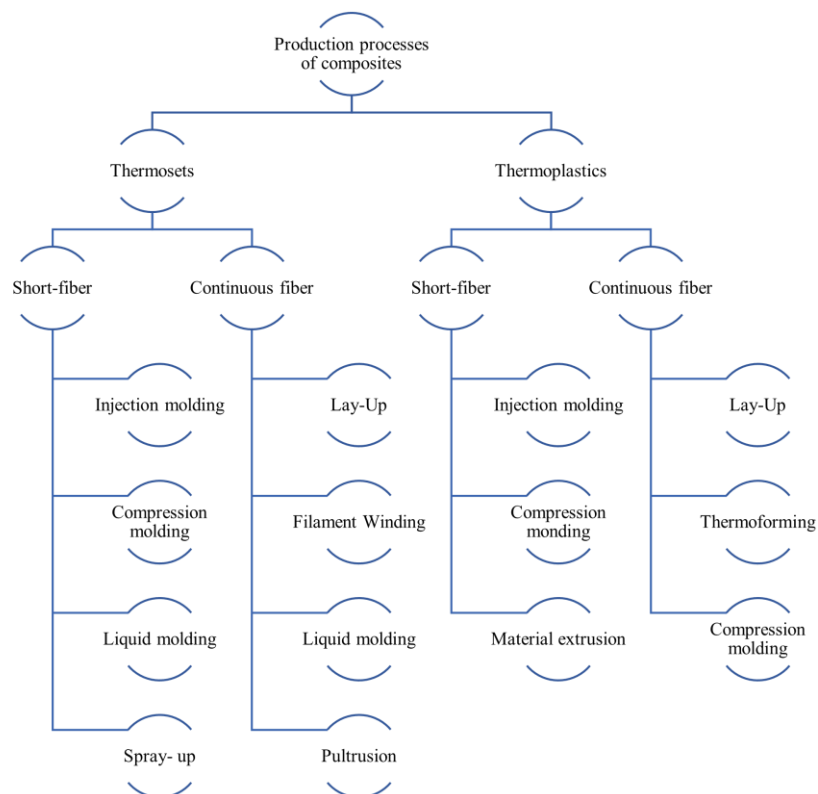 Production processes
of composites
Thermosets
Thermoplastics
Short-fiber
Continuous fiber
Short-fiber
Continuous fiber
Injection molding
Lay-Up
Injection molding
Lay-Up
Compression
molding
Filament Winding
Compression
monding
Thermoforming
Liquid molding
Liquid molding
Material extrusion
Compression
molding
Spray- up
Pultrusion